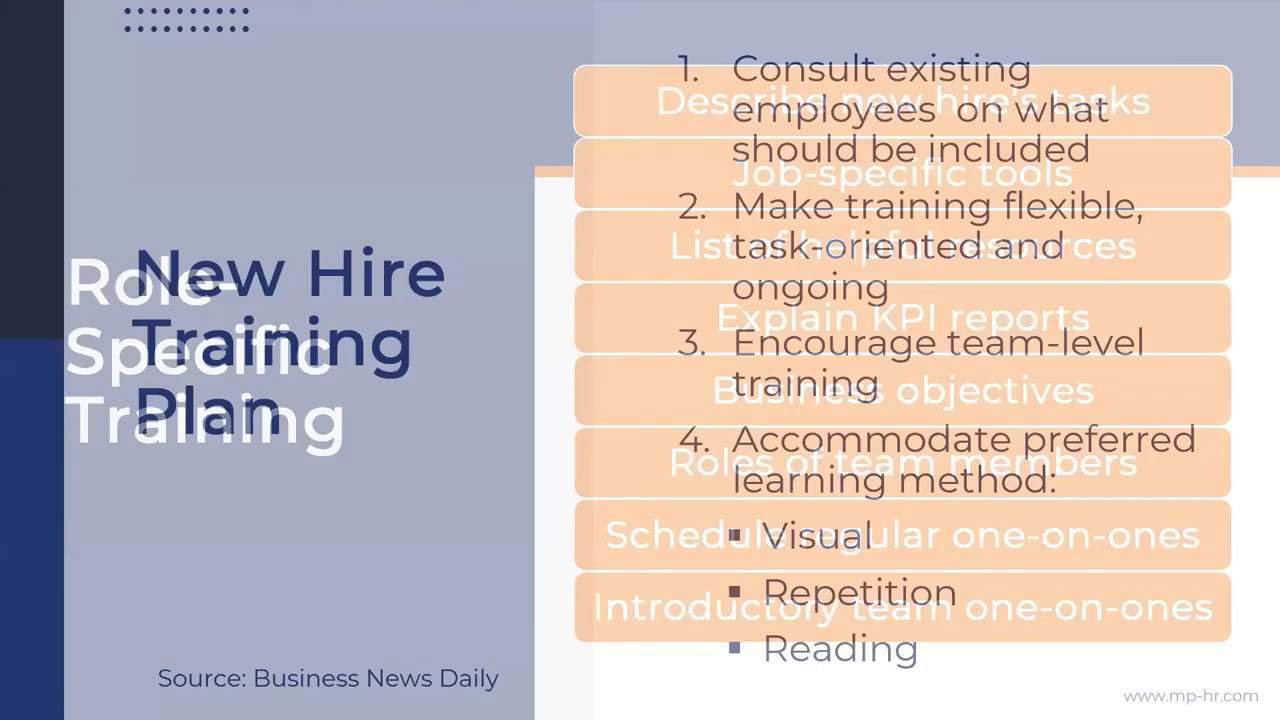 Role-
Specific
Training
New Hire
Training
Plan
Source: Business News Daily
Describe new hire's tasks
Job-specific tools
List of helpful resources
Explain KPI reports
Business objectives
Roles of team members
Schedule regular one-on-ones
Introductory team one-on-ones
1. Consult existing
employees on what
should be included
2. Make training flexible,
task-oriented and
ongoing
3. Encourage team-level
training
4. Accommodate preferred
learning method:
▪ Visual
▪ Repetition
▪ Reading
www.mp-hr.com